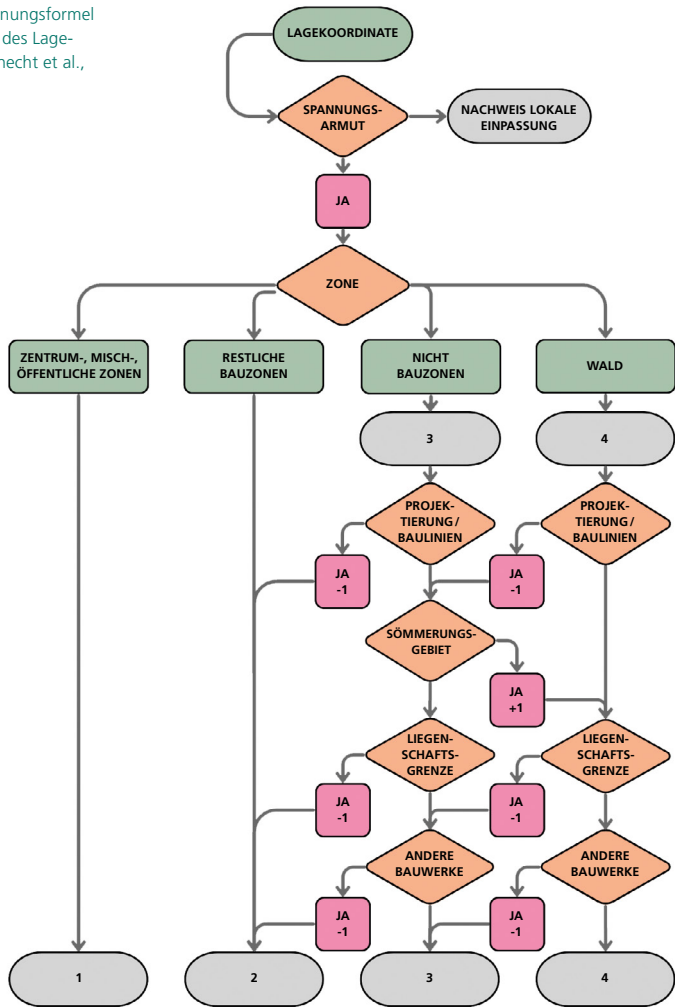 nungsformel
des Lage-
necht et al.,
LAGEKOORDINATE
SPANNUNGS-
ARMUT
NACHWEIS LOKALE
EINPASSUNG
JA
ZONE
ZENTRUM-, MISCH-,
ÖFFENTLICHE ZONEN
RESTLICHE
BAUZONEN
NICHT
BAUZONEN
WALD
3
4
PROJEK-
TIERUNG /
BAULINIEN
PROJEK-
TIERUNG /
BAULINIEN
JA
-1
JA
-1
SÖMMERUNGS-
GEBIET
JA
+1
LIEGEN-
SCHAFTS-
GRENZE
LIEGEN-
SCHAFTS-
GRENZE
JA
-1
JA
-1
ANDERE
BAUWERKE
ANDERE
BAUWERKE
JA
-1
JA
-1
1
2
3
4